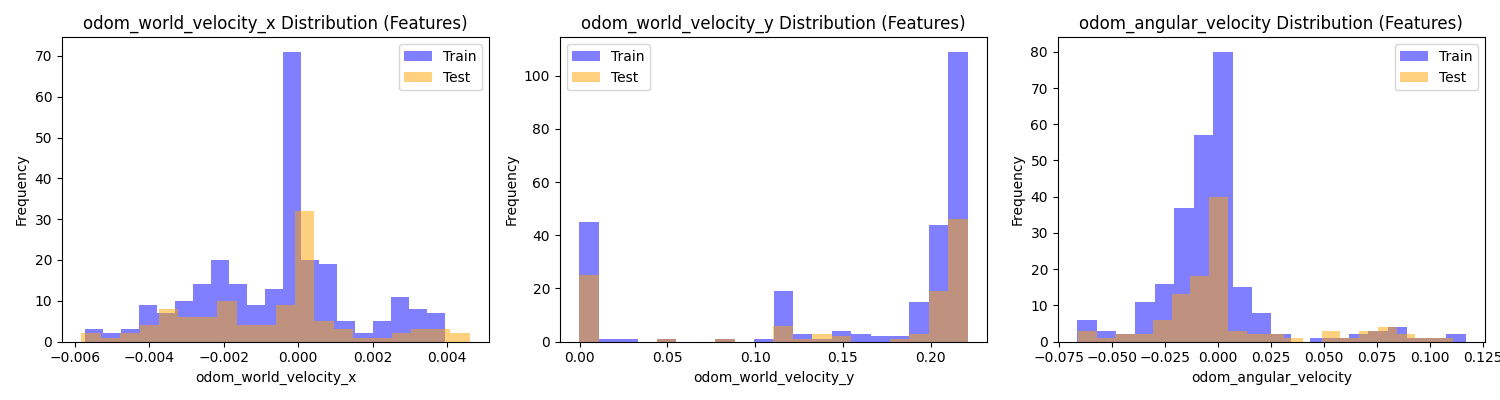 odom_world_velocity_x Distribution (Features)
Frequency
70
60
50
40
30
20
10
0
−0.006
−0.004
−0.002
0.000
0.002
0.004
odom_world_velocity_x
Train
Test
odom_world_velocity_y Distribution (Features)
Frequency
100
80
60
40
20
0
0.00
0.05
0.10
0.15
0.20
odom_world_velocity_y
Train
Test
odom_angular_velocity Distribution (Features)
Frequency
80
70
60
50
40
30
20
10
0
−0.075
−0.050
−0.025
0.000
0.025
0.050
0.075
0.100
0.125
odom_angular_velocity
Train
Test